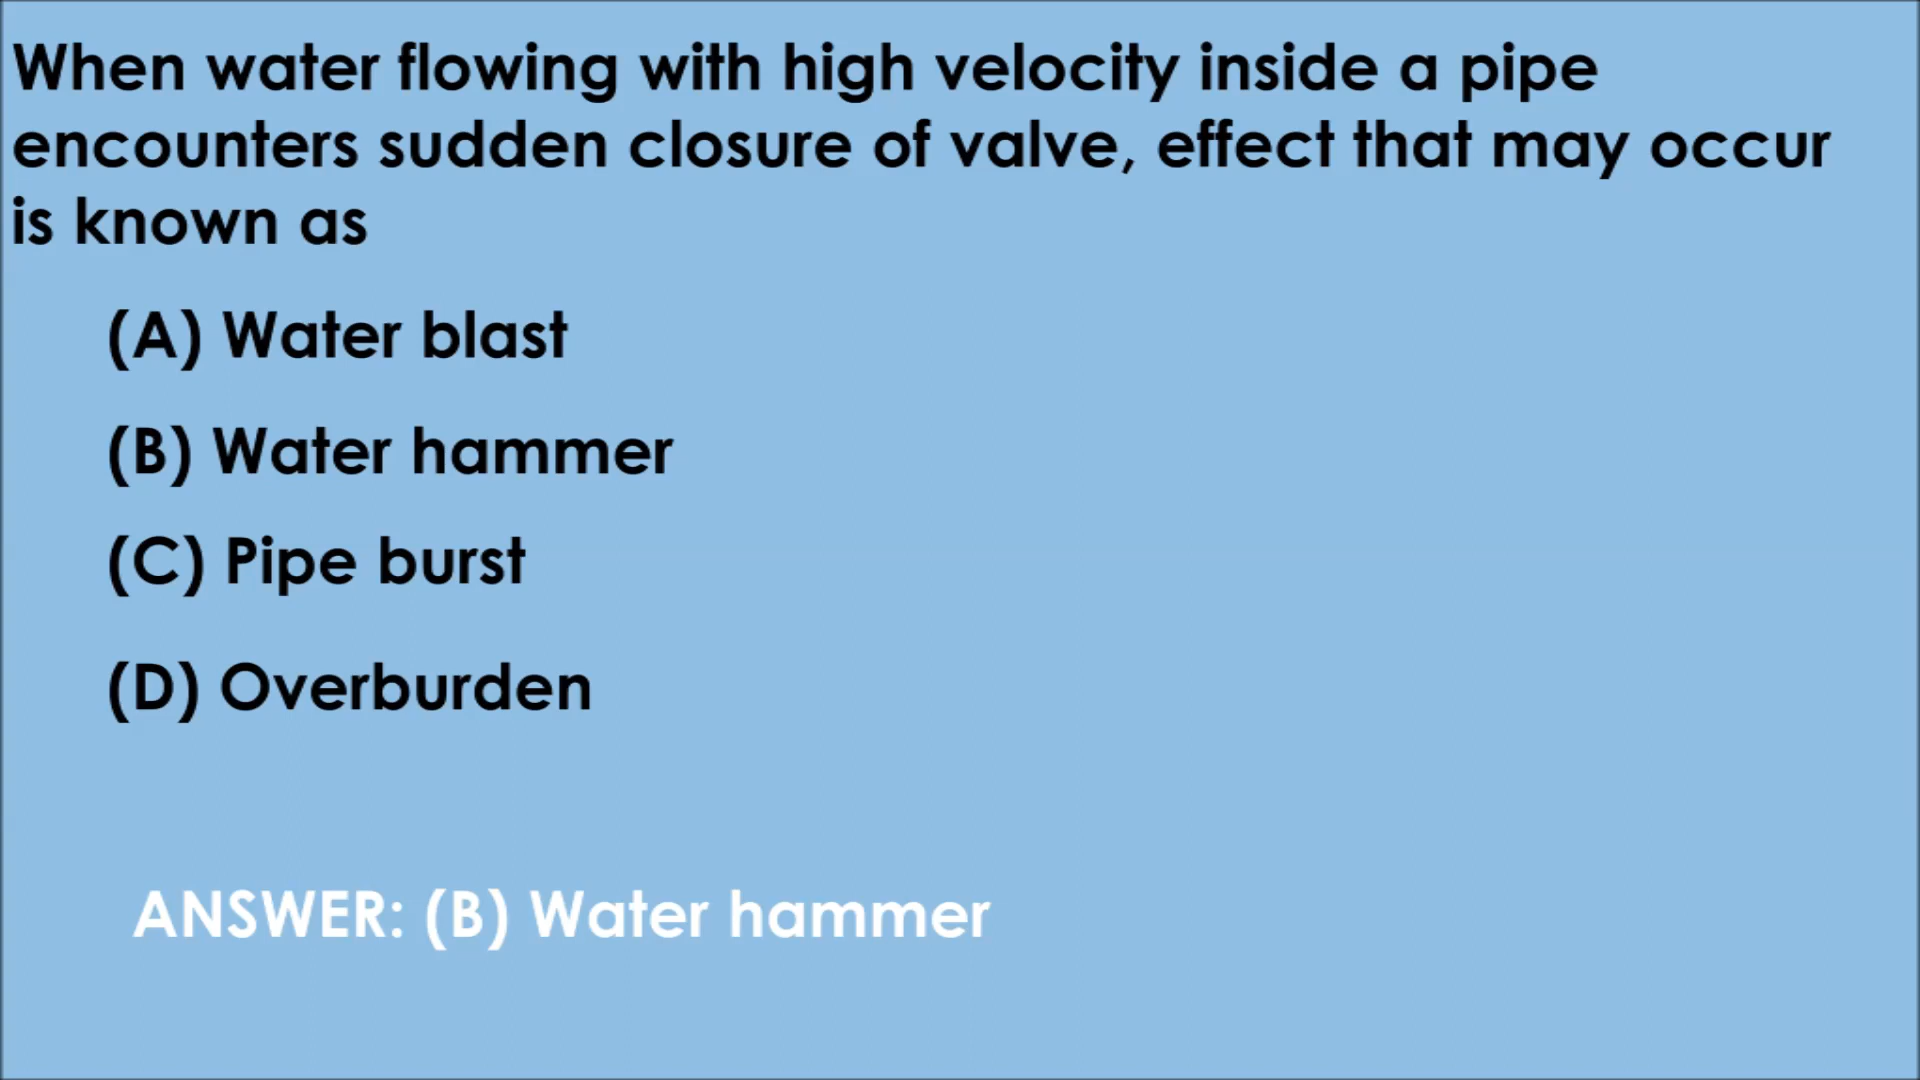 When water flowing with high velocity inside a pipe
encounters sudden closure of valve, effect that may occur
is known as
(A) Water blast
(B) Water hammer
(C) Pipe burst
(D) Overburden
ANSWER: (B) Water hammer